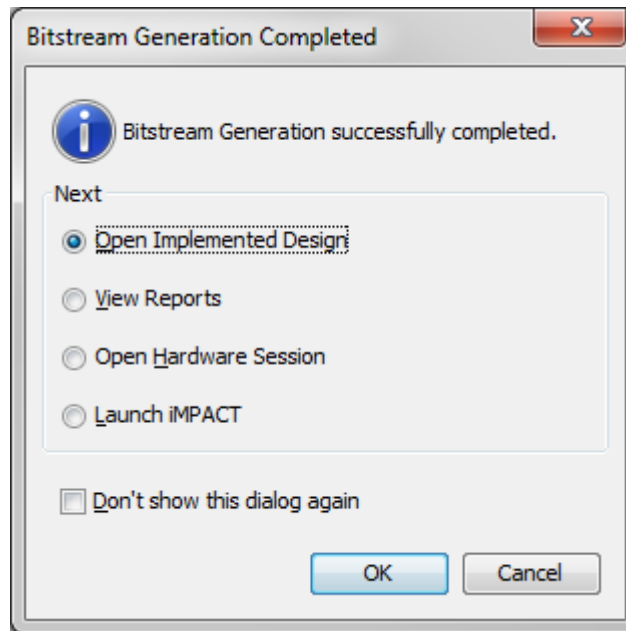 Bitstream Generation Completed
Bitstream Generation successfully completed.
Next
Open Implemented Design
View Reports
Open Hardware Session
Launch iMPACT
Don't show this dialog again
OK
Cancel